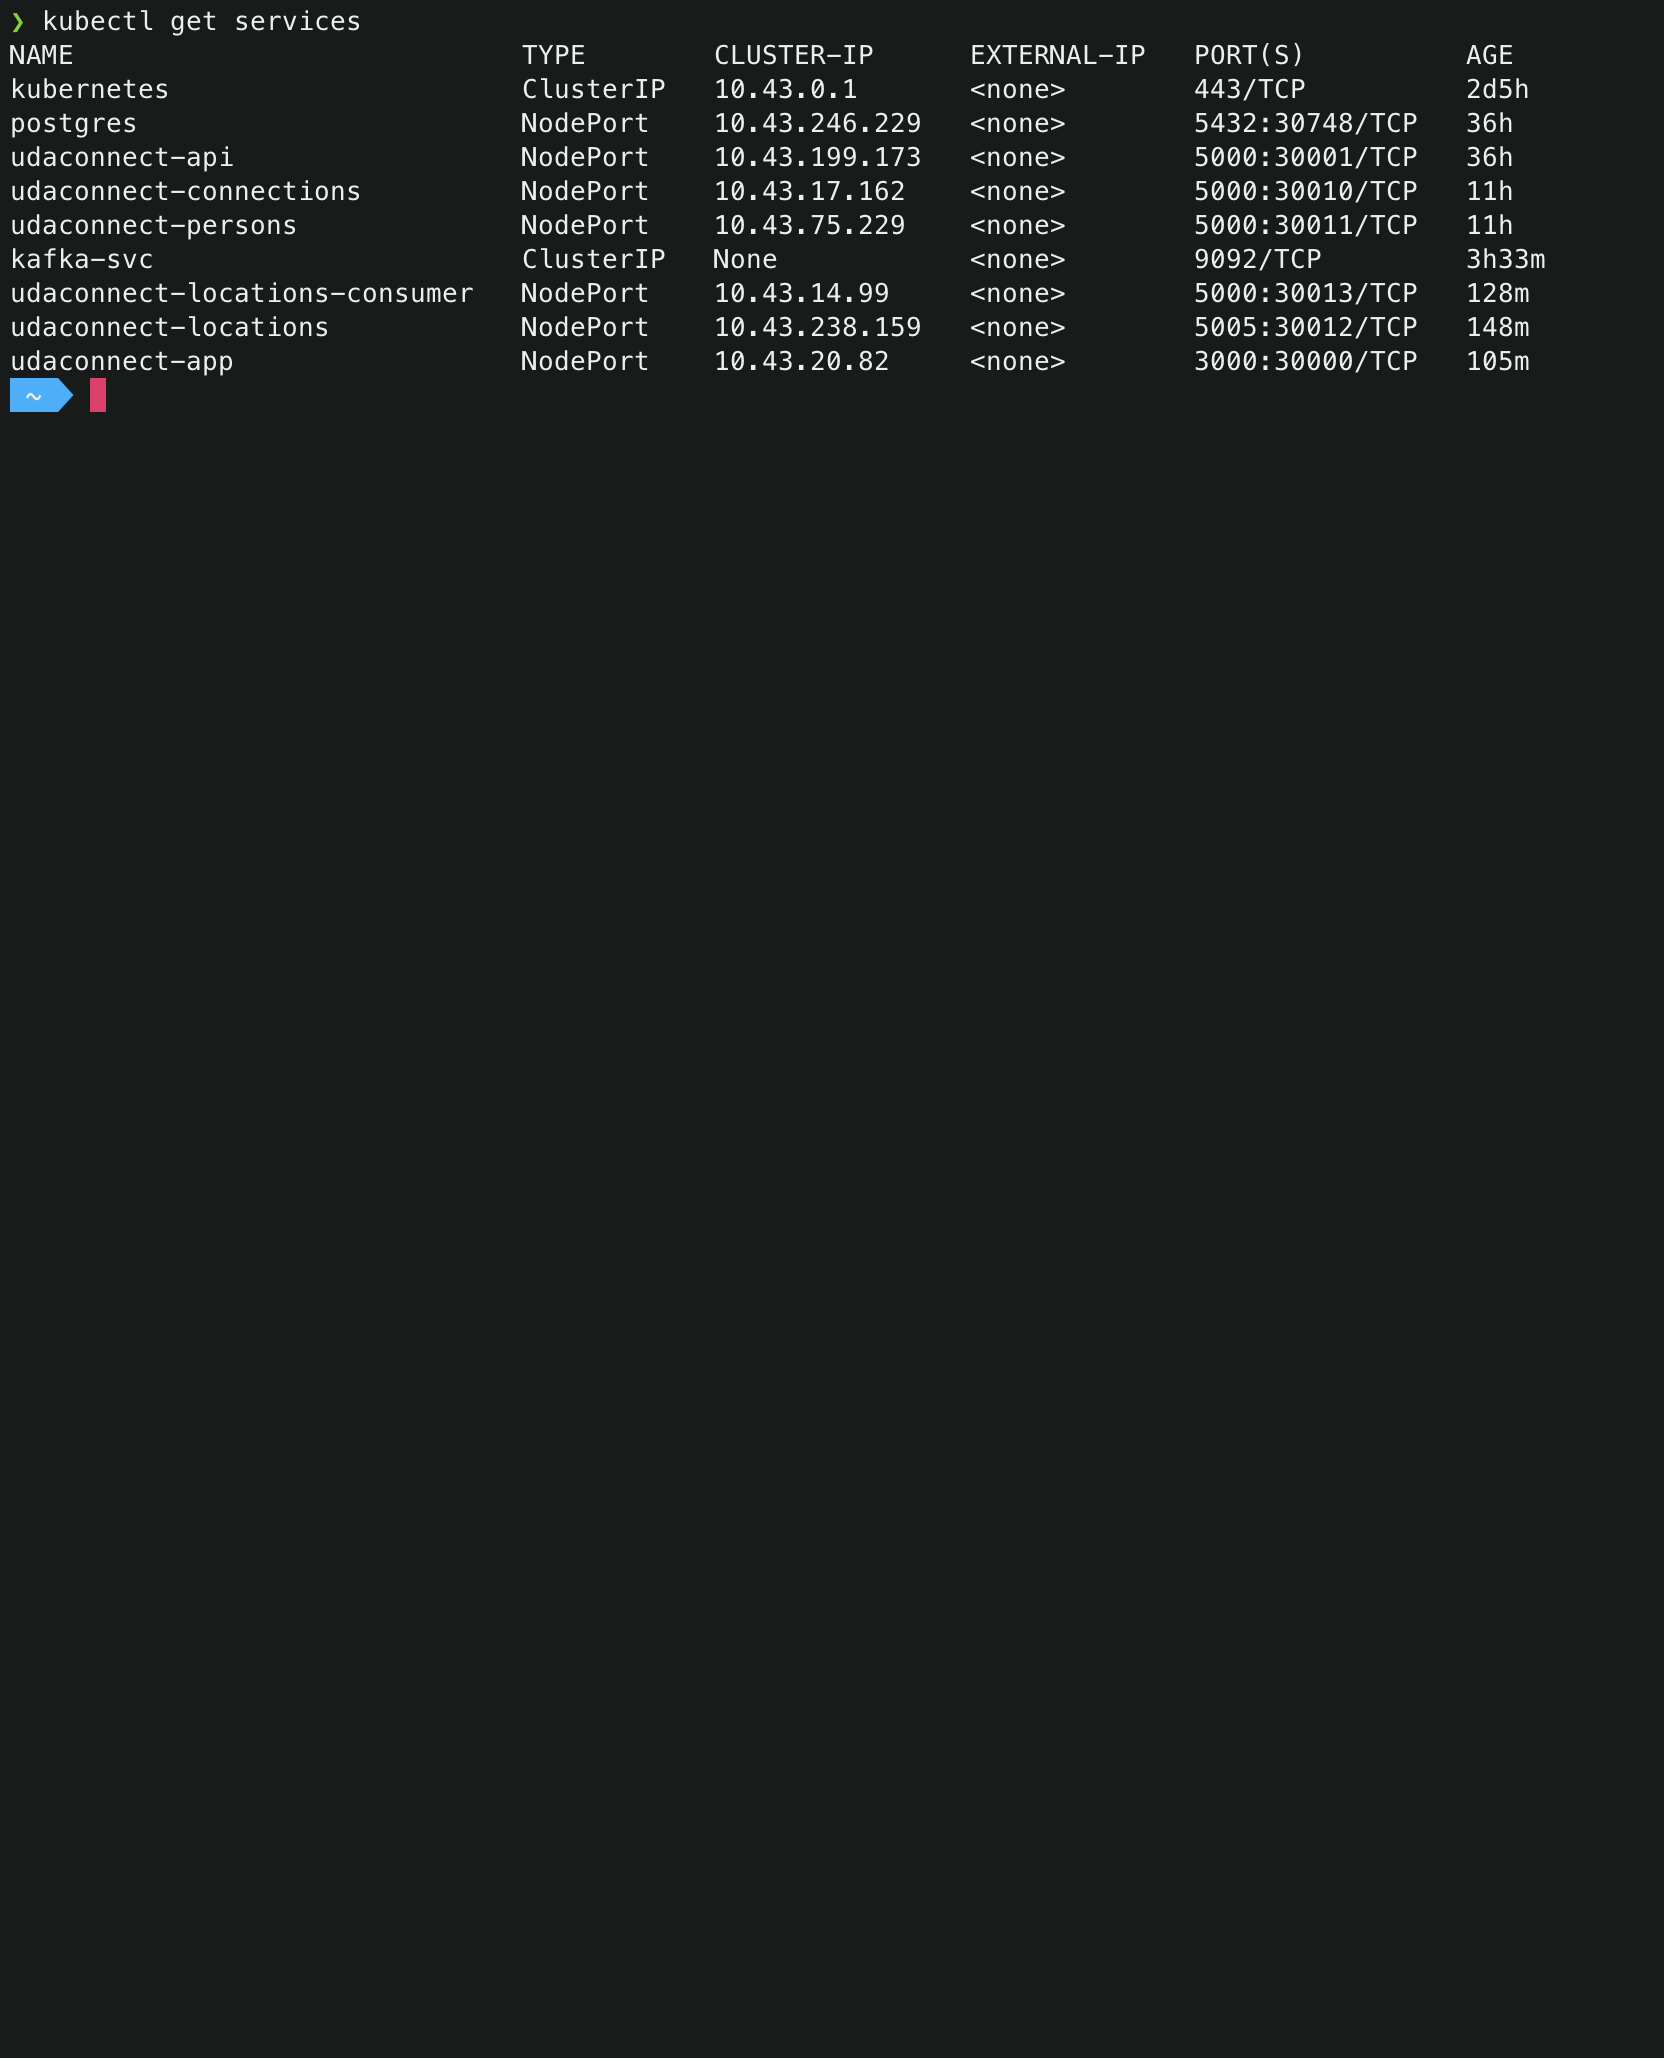 ❯ kubectl get services
NAME                            TYPE        CLUSTER-IP      EXTERNAL-IP   PORT(S)          AGE
kubernetes                      ClusterIP   10.43.0.1       <none>        443/TCP          2d5h
postgres                        NodePort    10.43.246.229   <none>        5432:30748/TCP   36h
udaconnect-api                  NodePort    10.43.199.173   <none>        5000:30001/TCP   36h
udaconnect-connections          NodePort    10.43.17.162    <none>        5000:30010/TCP   11h
udaconnect-persons              NodePort    10.43.75.229    <none>        5000:30011/TCP   11h
kafka-svc                       ClusterIP   None            <none>        9092/TCP         3h33m
udaconnect-locations-consumer   NodePort    10.43.14.99     <none>        5000:30013/TCP   128m
udaconnect-locations            NodePort    10.43.238.159   <none>        5005:30012/TCP   148m
udaconnect-app                  NodePort    10.43.20.82     <none>        3000:30000/TCP   105m
~